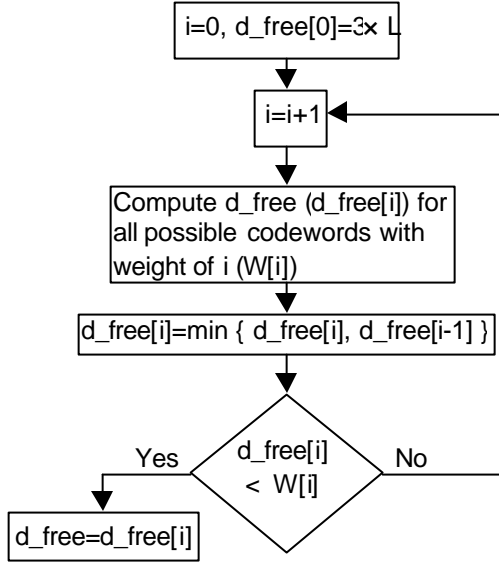 i=0, d_free[0]=3× L
i=i+1
Compute d_free (d_free[i]) for
all possible codewords with
weight of i (W[i])
d_free[i]=min { d_free[i], d_free[i-1] }
d_free[i]
< W[i]
Yes
No
d_free=d_free[i]